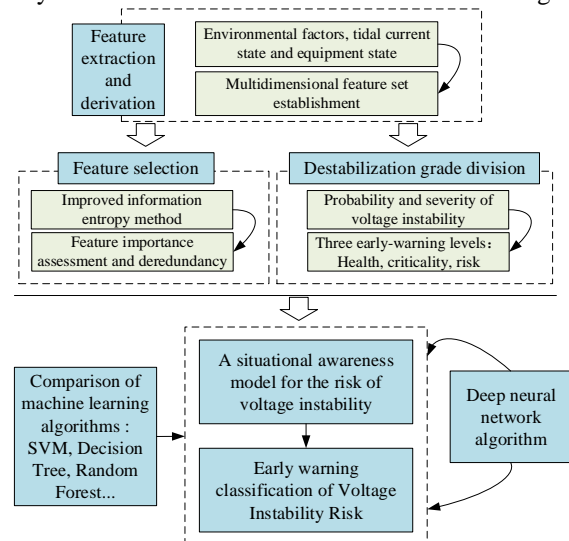 Feature
extraction
and
derivation
Environmental factors, tidal current
state and equipment state
Multidimensional feature set
establishment
Feature selection
Improved information
entropy method
Feature importance
assessment and deredundancy
Destabilization grade division
Probability and severity of
voltage instability
Three early-warning levels：
Health, criticality, risk
Comparison of
machine learning
algorithms :
SVM, Decision
Tree, Random
Forest...
A situational awareness
model for the risk of
voltage instability
Early warning
classification of Voltage
Instability Risk
Deep neural
network
algorithm